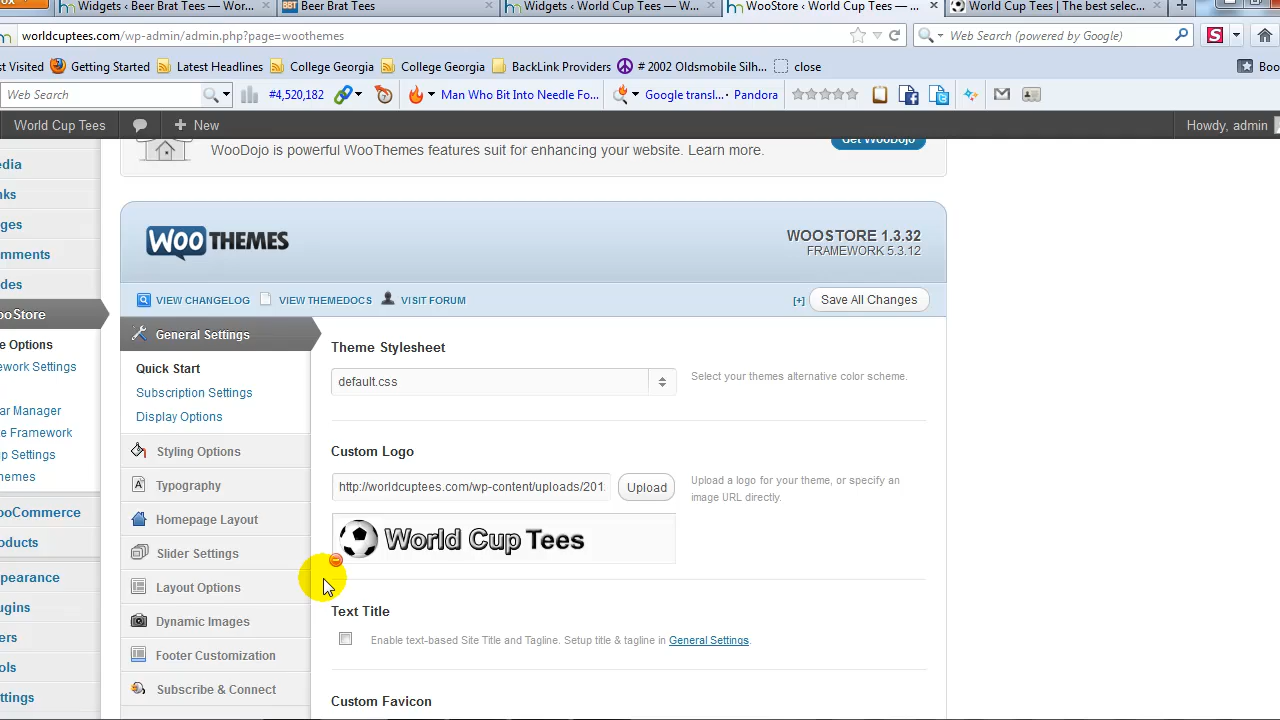 Widgets ‹ Beer Brat Tees — Wor...
Beer Brat Tees
Widgets ‹ World Cup Tees — W...
WooStore ‹ World Cup Tees — ...
World Cup Tees | The best selec...
worldcuptees.com/wp-admin/admin.php?page=woothemes
Web Search (powered by Google)
st Visited
Getting Started
Latest Headlines
College Georgia
College Georgia
BackLink Providers
# 2002 Oldsmobile Silh...
close
Boo
Web Search
#4,520,182
Man Who Bit Into Needle Fo...
Google transl...
Pandora
World Cup Tees
New
Howdy, admin
WooDojo is powerful WooThemes features suit for enhancing your website. Learn more.
Get WooDojo
edia
nks
ges
mments
des
ooStore
e Options
ework Settings
ar Manager
e Framework
up Settings
hemes
ooCommerce
oducts
pearance
ugins
ers
ols
ttings
WOO THEMES
WOOSTORE 1.3.32
FRAMEWORK 5.3.12
VIEW CHANGELOG
VIEW THEMEDOCS
VISIT FORUM
[+]
Save All Changes
General Settings
Quick Start
Subscription Settings
Display Options
Styling Options
Typography
Homepage Layout
Slider Settings
Layout Options
Dynamic Images
Footer Customization
Subscribe & Connect
Theme Stylesheet
default.css
Select your themes alternative color scheme.
Custom Logo
http://worldcuptees.com/wp-content/uploads/201
Upload
Upload a logo for your theme, or specify an
image URL directly.
World Cup Tees
Text Title
Enable text-based Site Title and Tagline. Setup title & tagline in General Settings.
Custom Favicon